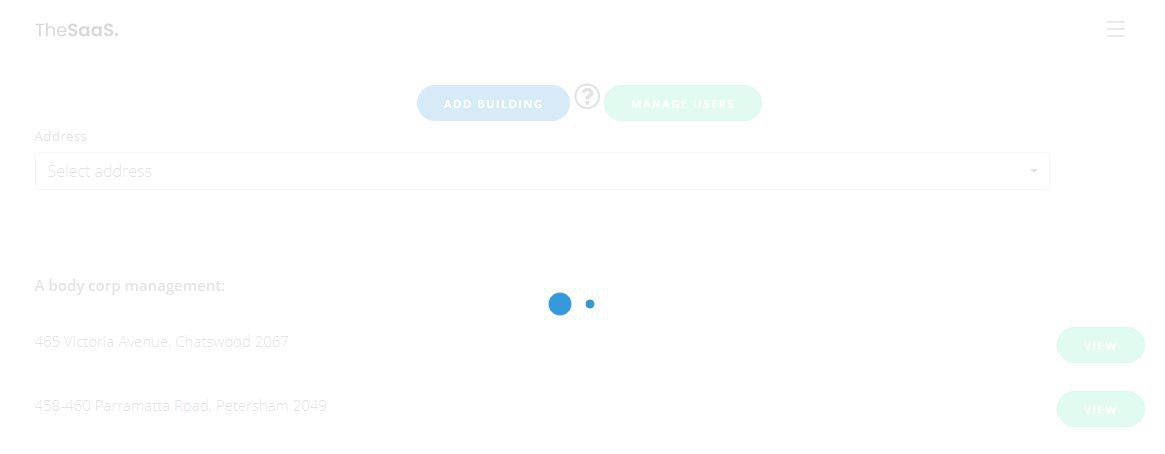 TheSaaS.
ADD BUILDING ? MANAGE USERS
Address
Select address
A body corp management:
465 Victoria Avenue, Chatswood 2067 VIEW
458-460 Parramatta Road, Petersham 2049 VIEW